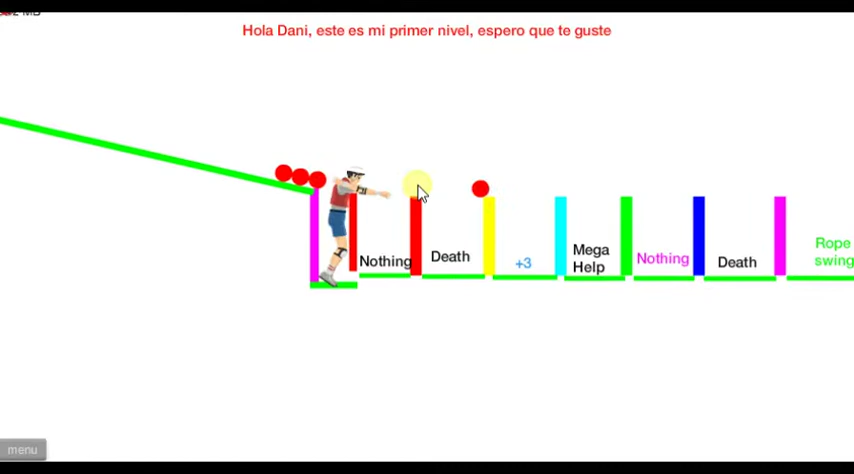 Hola Dani, este es mi primer nivel, espero que te guste
Nothing
Death
+3
Mega
Help
Nothing
Death
Rope
swing
menu